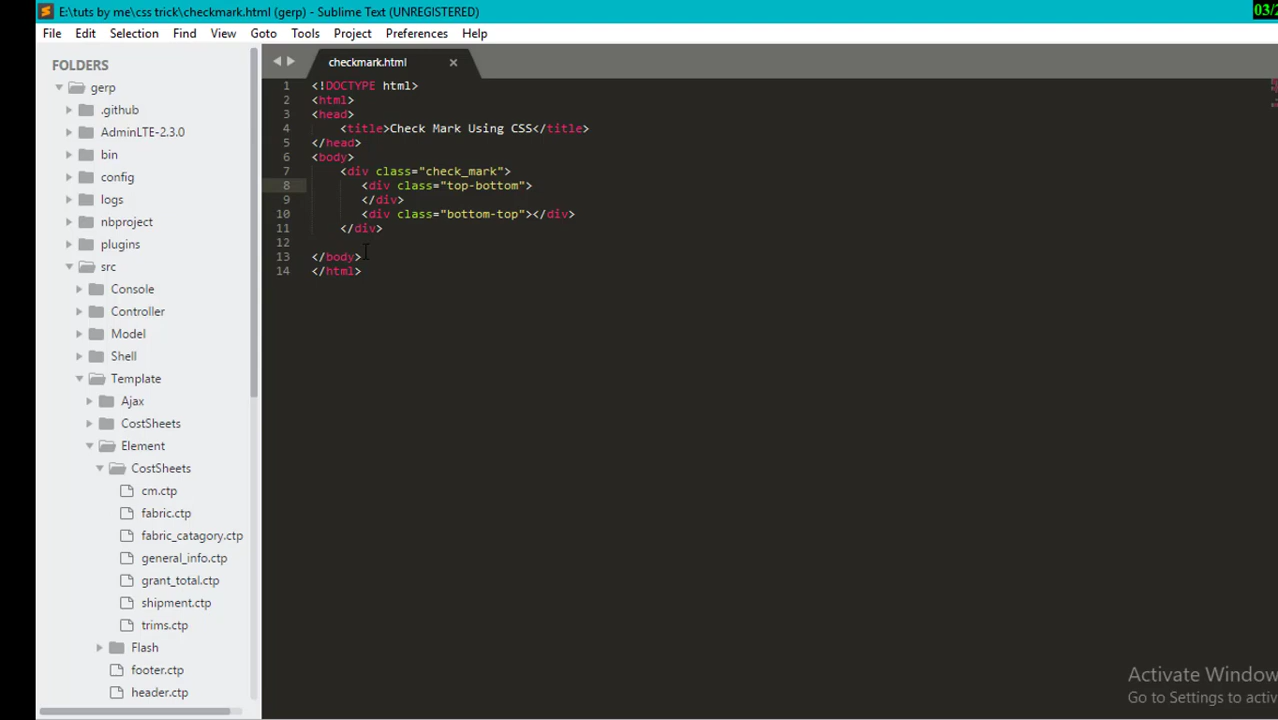 E:\tuts by me\css trick\checkmark.html (gerp) - Sublime Text (UNREGISTERED)
03/2
File Edit Selection Find View Goto Tools Project Preferences Help
FOLDERS
gerp
.github
AdminLTE-2.3.0
bin
config
logs
nbproject
plugins
src
Console
Controller
Model
Shell
Template
Ajax
CostSheets
Element
CostSheets
cm.ctp
fabric.ctp
fabric_catagory.ctp
general_info.ctp
grant_total.ctp
shipment.ctp
trims.ctp
Flash
footer.ctp
header.ctp
checkmark.html
1 <!DOCTYPE html>
2 <html>
3 <head>
4 <title>Check Mark Using CSS</title>
5 </head>
6 <body>
7 <div class="check_mark">
8 <div class="top-bottom">
9 </div>
10 <div class="bottom-top"></div>
11 </div>
12
13 </body>
14 </html>
Activate Window
Go to Settings to activ